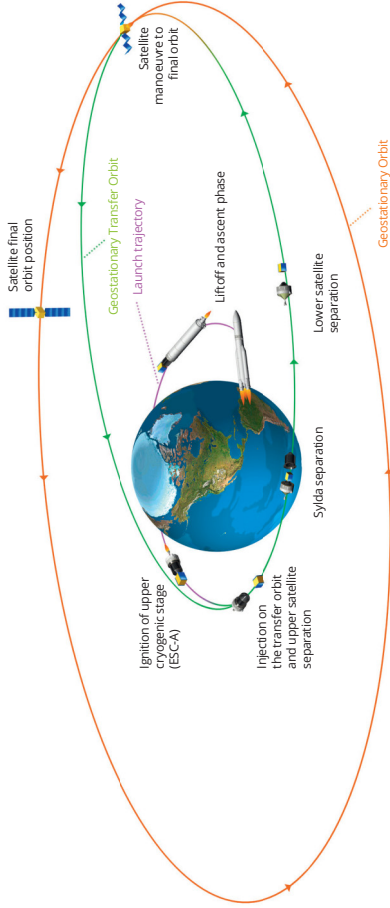 Satellite final
orbit position
Geostationary Transfer Orbit
Launch trajectory
Satellite
manoeuvre to
final orbit
Liftoff and ascent phase
Ignition of upper
cryogenic stage
(ESC-A)
Injection on
the transfer orbit
and upper satellite
separation
Sylda separation
Lower satellite
separation
Geostationary Orbit